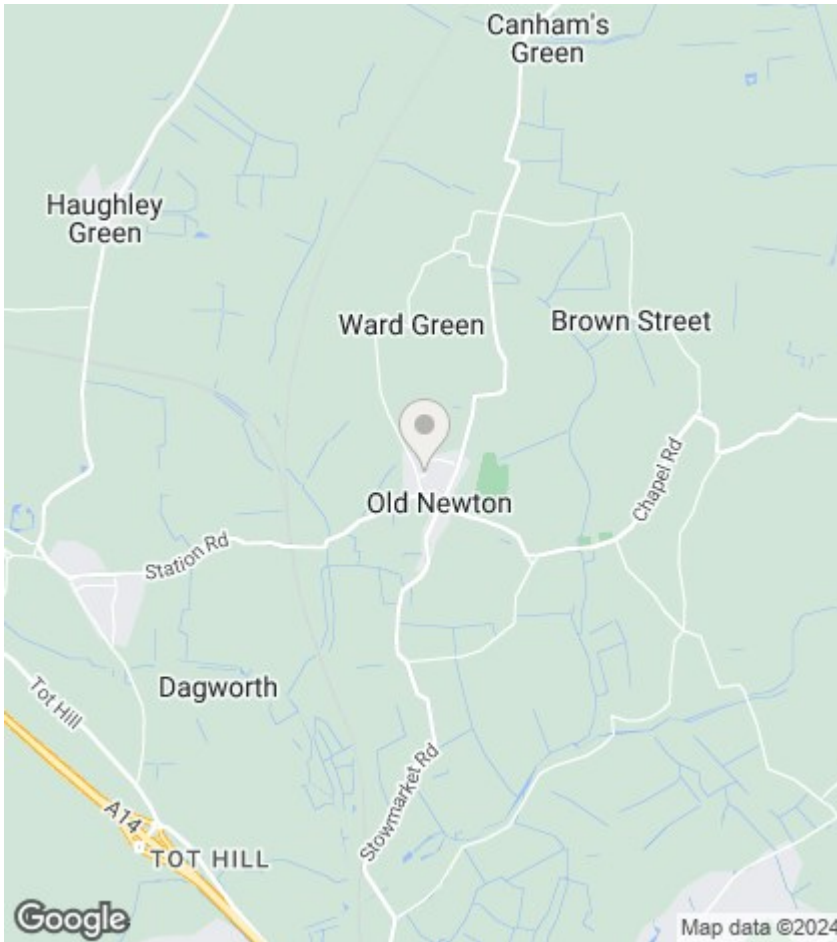 Canham's
Green
Haughley
Green
Ward Green
Brown Street
Chapel Rd
Old Newton
Station Rd
Dagworth
Tot Hill
Stowmarket Rd
A14
TOT HILL
Google
Map data ©2024